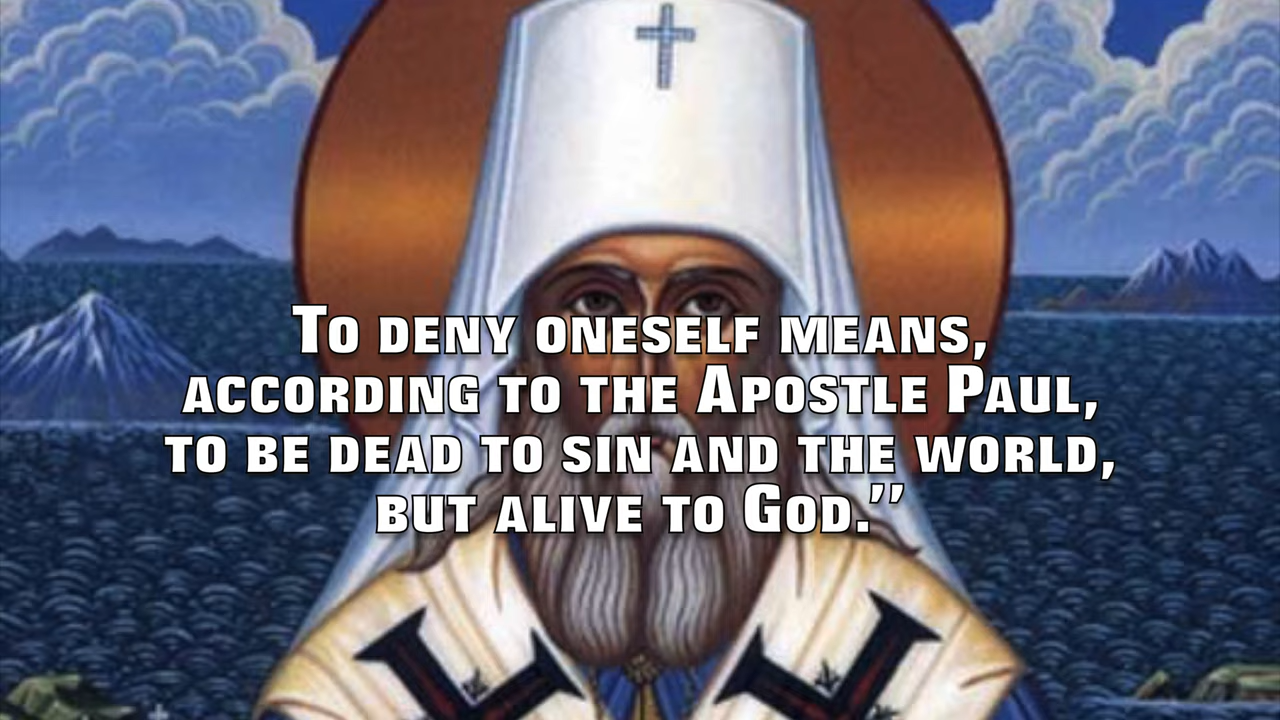 To deny oneself means,
according to the Apostle Paul,
to be dead to sin and the world,
but alive to God.”